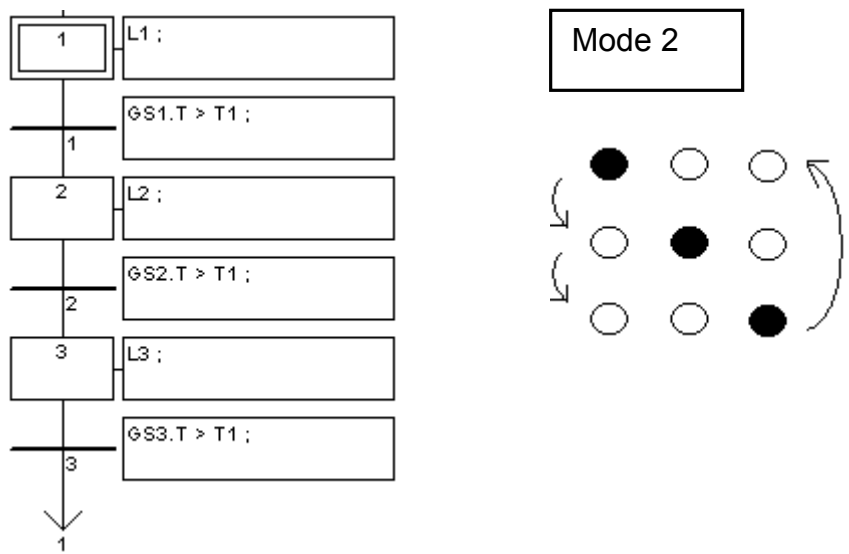 1
L1 ;
GS1.T > T1 ;
1
2
L2 ;
GS2.T > T1 ;
2
3
L3 ;
GS3.T > T1 ;
3
1
Mode 2